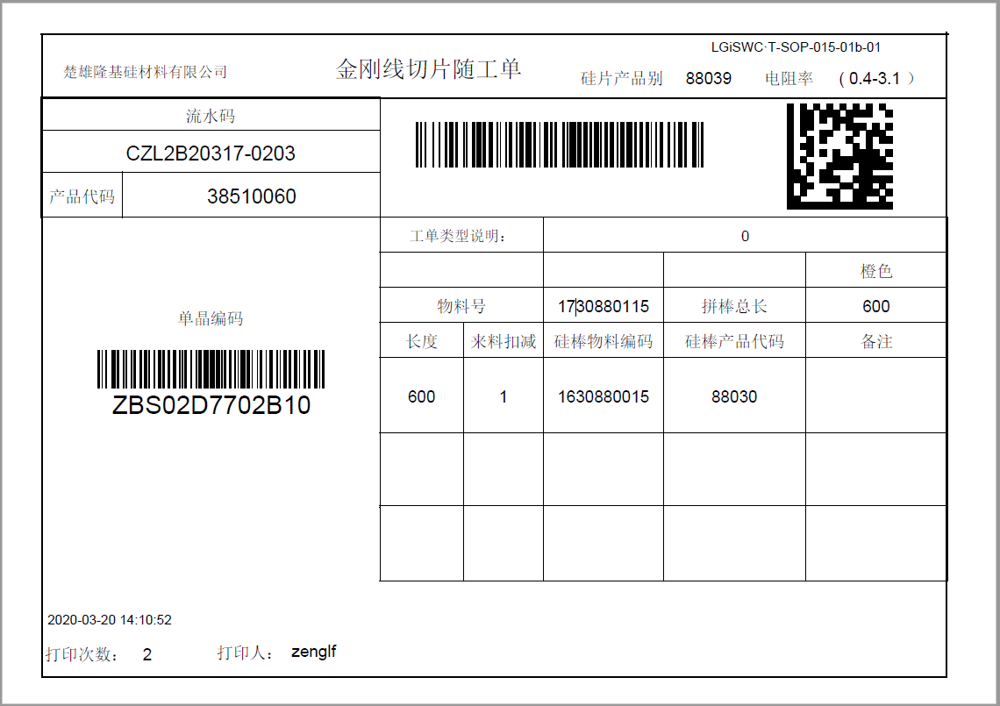 LGiSWC·T-SOP-015-01b-01
楚雄隆基硅材料有限公司 金刚线切片随工单 硅片产品别 88039 电阻率 （0.4-3.1 ）
流水码
CZL2B20317-0203
产品代码 38510060
工单类型说明： 0
橙色
物料号 1730880115 拼棒总长 600
长度 来料扣减 硅棒物料编码 硅棒产品代码 备注
600 1 1630880015 88030
单晶编码
ZBS02D7702B10
2020-03-20 14:10:52
打印次数： 2 打印人： zenglf